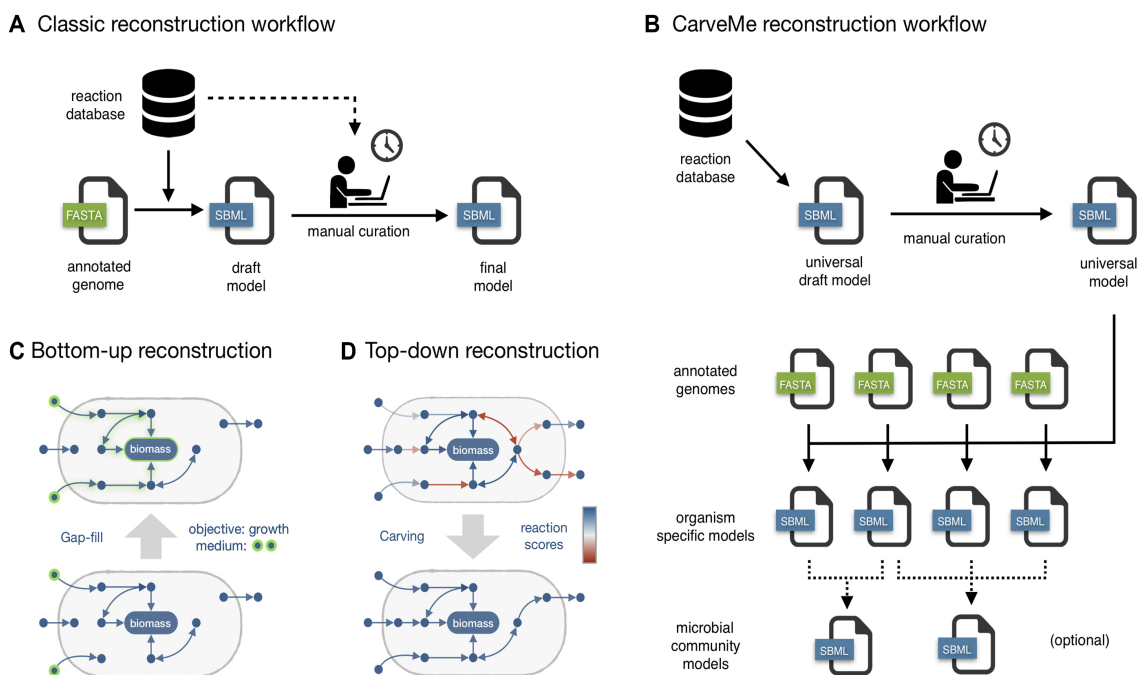 A Classic reconstruction workflow
reaction
database
FASTA
SBML
SBML
manual curation
annotated
genome
draft
model
final
model
B CarveMe reconstruction workflow
reaction
database
SBML
SBML
manual curation
universal
draft model
universal
model
annotated
genomes
FASTA
FASTA
FASTA
FASTA
organism
specific models
SBML
SBML
SBML
SBML
microbial
community
models
SBML
SBML
(optional)
C Bottom-up reconstruction
biomass
Gap-fill
objective: growth
medium:
biomass
D Top-down reconstruction
biomass
Carving
reaction
scores
biomass